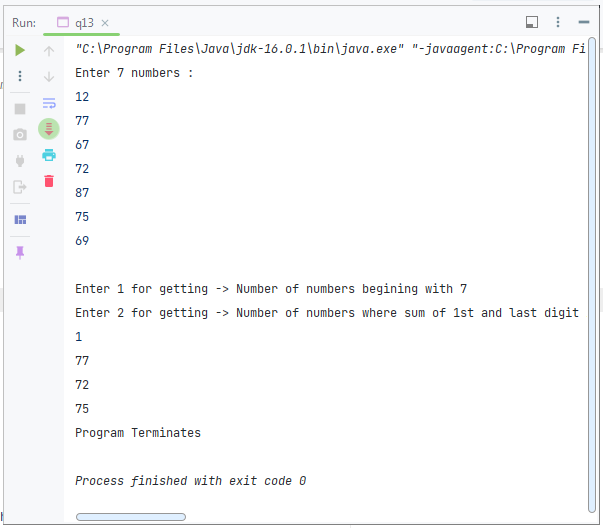 Run: q13
"C:\Program Files\Java\jdk-16.0.1\bin\java.exe" "-javaagent:C:\Program Fi
Enter 7 numbers :
12
77
67
72
87
75
69
Enter 1 for getting -> Number of numbers begining with 7
Enter 2 for getting -> Number of numbers where sum of 1st and last digit
1
77
72
75
Program Terminates
Process finished with exit code 0